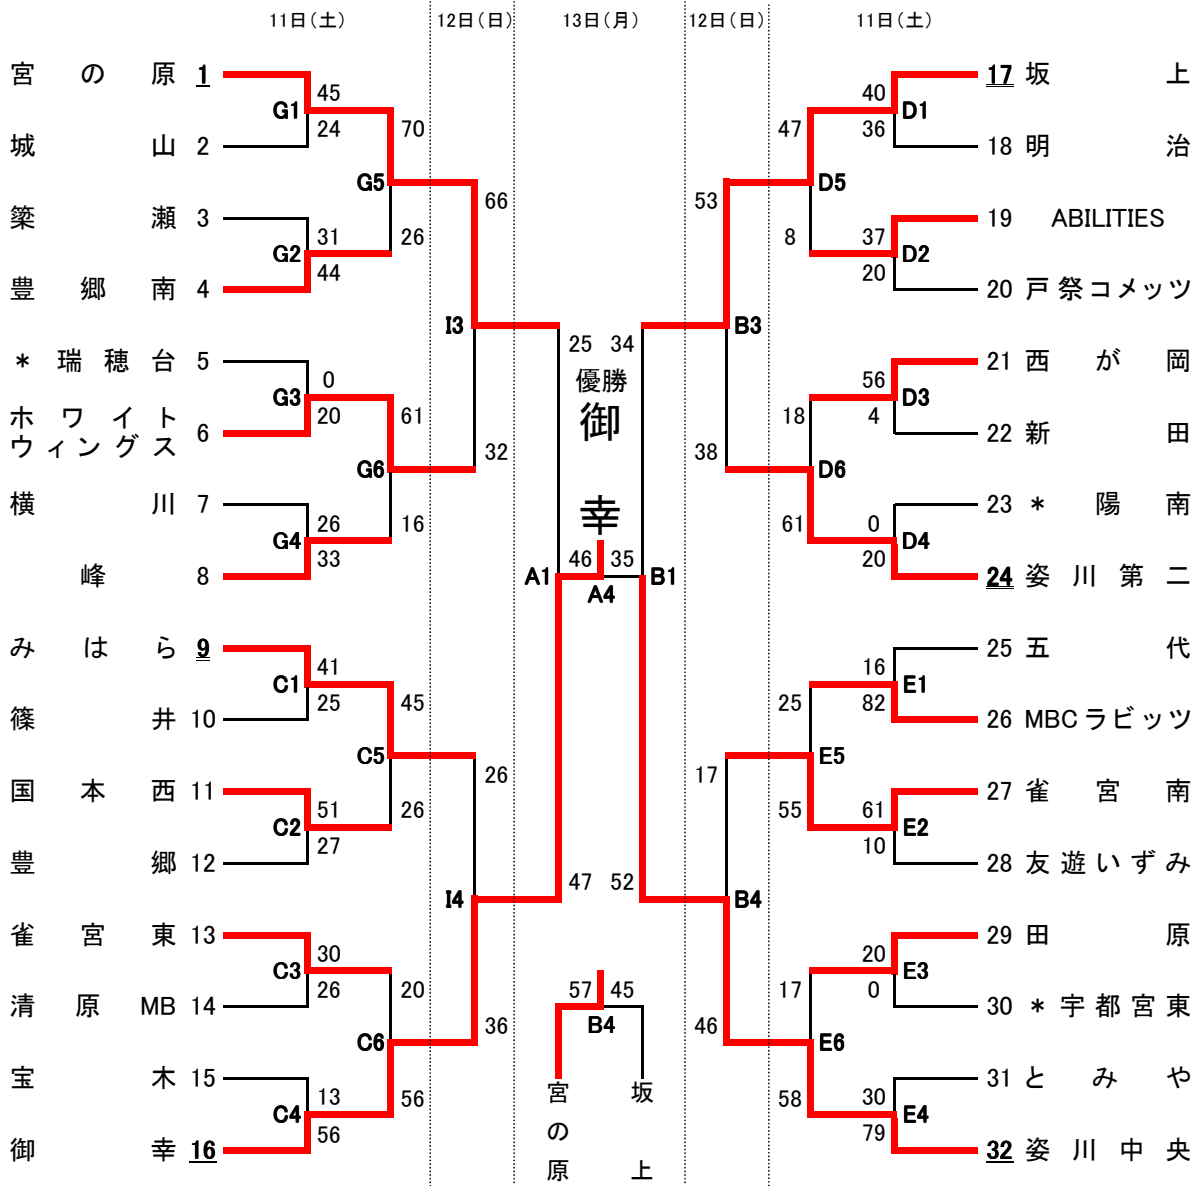 11日(土) 12日(日) 13日(月) 12日(日) 11日(土)
宮の原 1
45
G1
24
城山 2
70
G5
26
築瀬 3
31
G2
44
豊郷南 4
66
I3
32
*瑞穂台 5
0
G3
20
ホワイト
ウィングス 6
61
G6
16
横川 7
26
G4
33
峰 8
みはら 9
41
C1
25
篠井 10
45
C5
26
国本西 11
51
C2
27
豊郷 12
26
I4
36
雀宮東 13
30
C3
26
清原MB 14
20
C6
56
宝木 15
13
C4
56
御幸 16
25 34
優勝
御
幸
46 35
A1 A4 B1
47 52
57 45
B4
宮の原
坂上
17 坂上
40
D1
36
18 明治
47
D5
8
19 ABILITIES
37
D2
20
20 戸祭コメッツ
53
B3
38
21 西が岡
56
D3
4
22 新田
18
D6
61
23 *陽南
0
D4
20
24 姿川第二
25 五代
16
E1
82
26 MBCラビッツ
25
E5
55
27 雀宮南
61
E2
10
28 友遊いずみ
17
B4
46
29 田原
20
E3
0
30 *宇都宮東
17
E6
58
31 とみや
30
E4
79
32 姿川中央